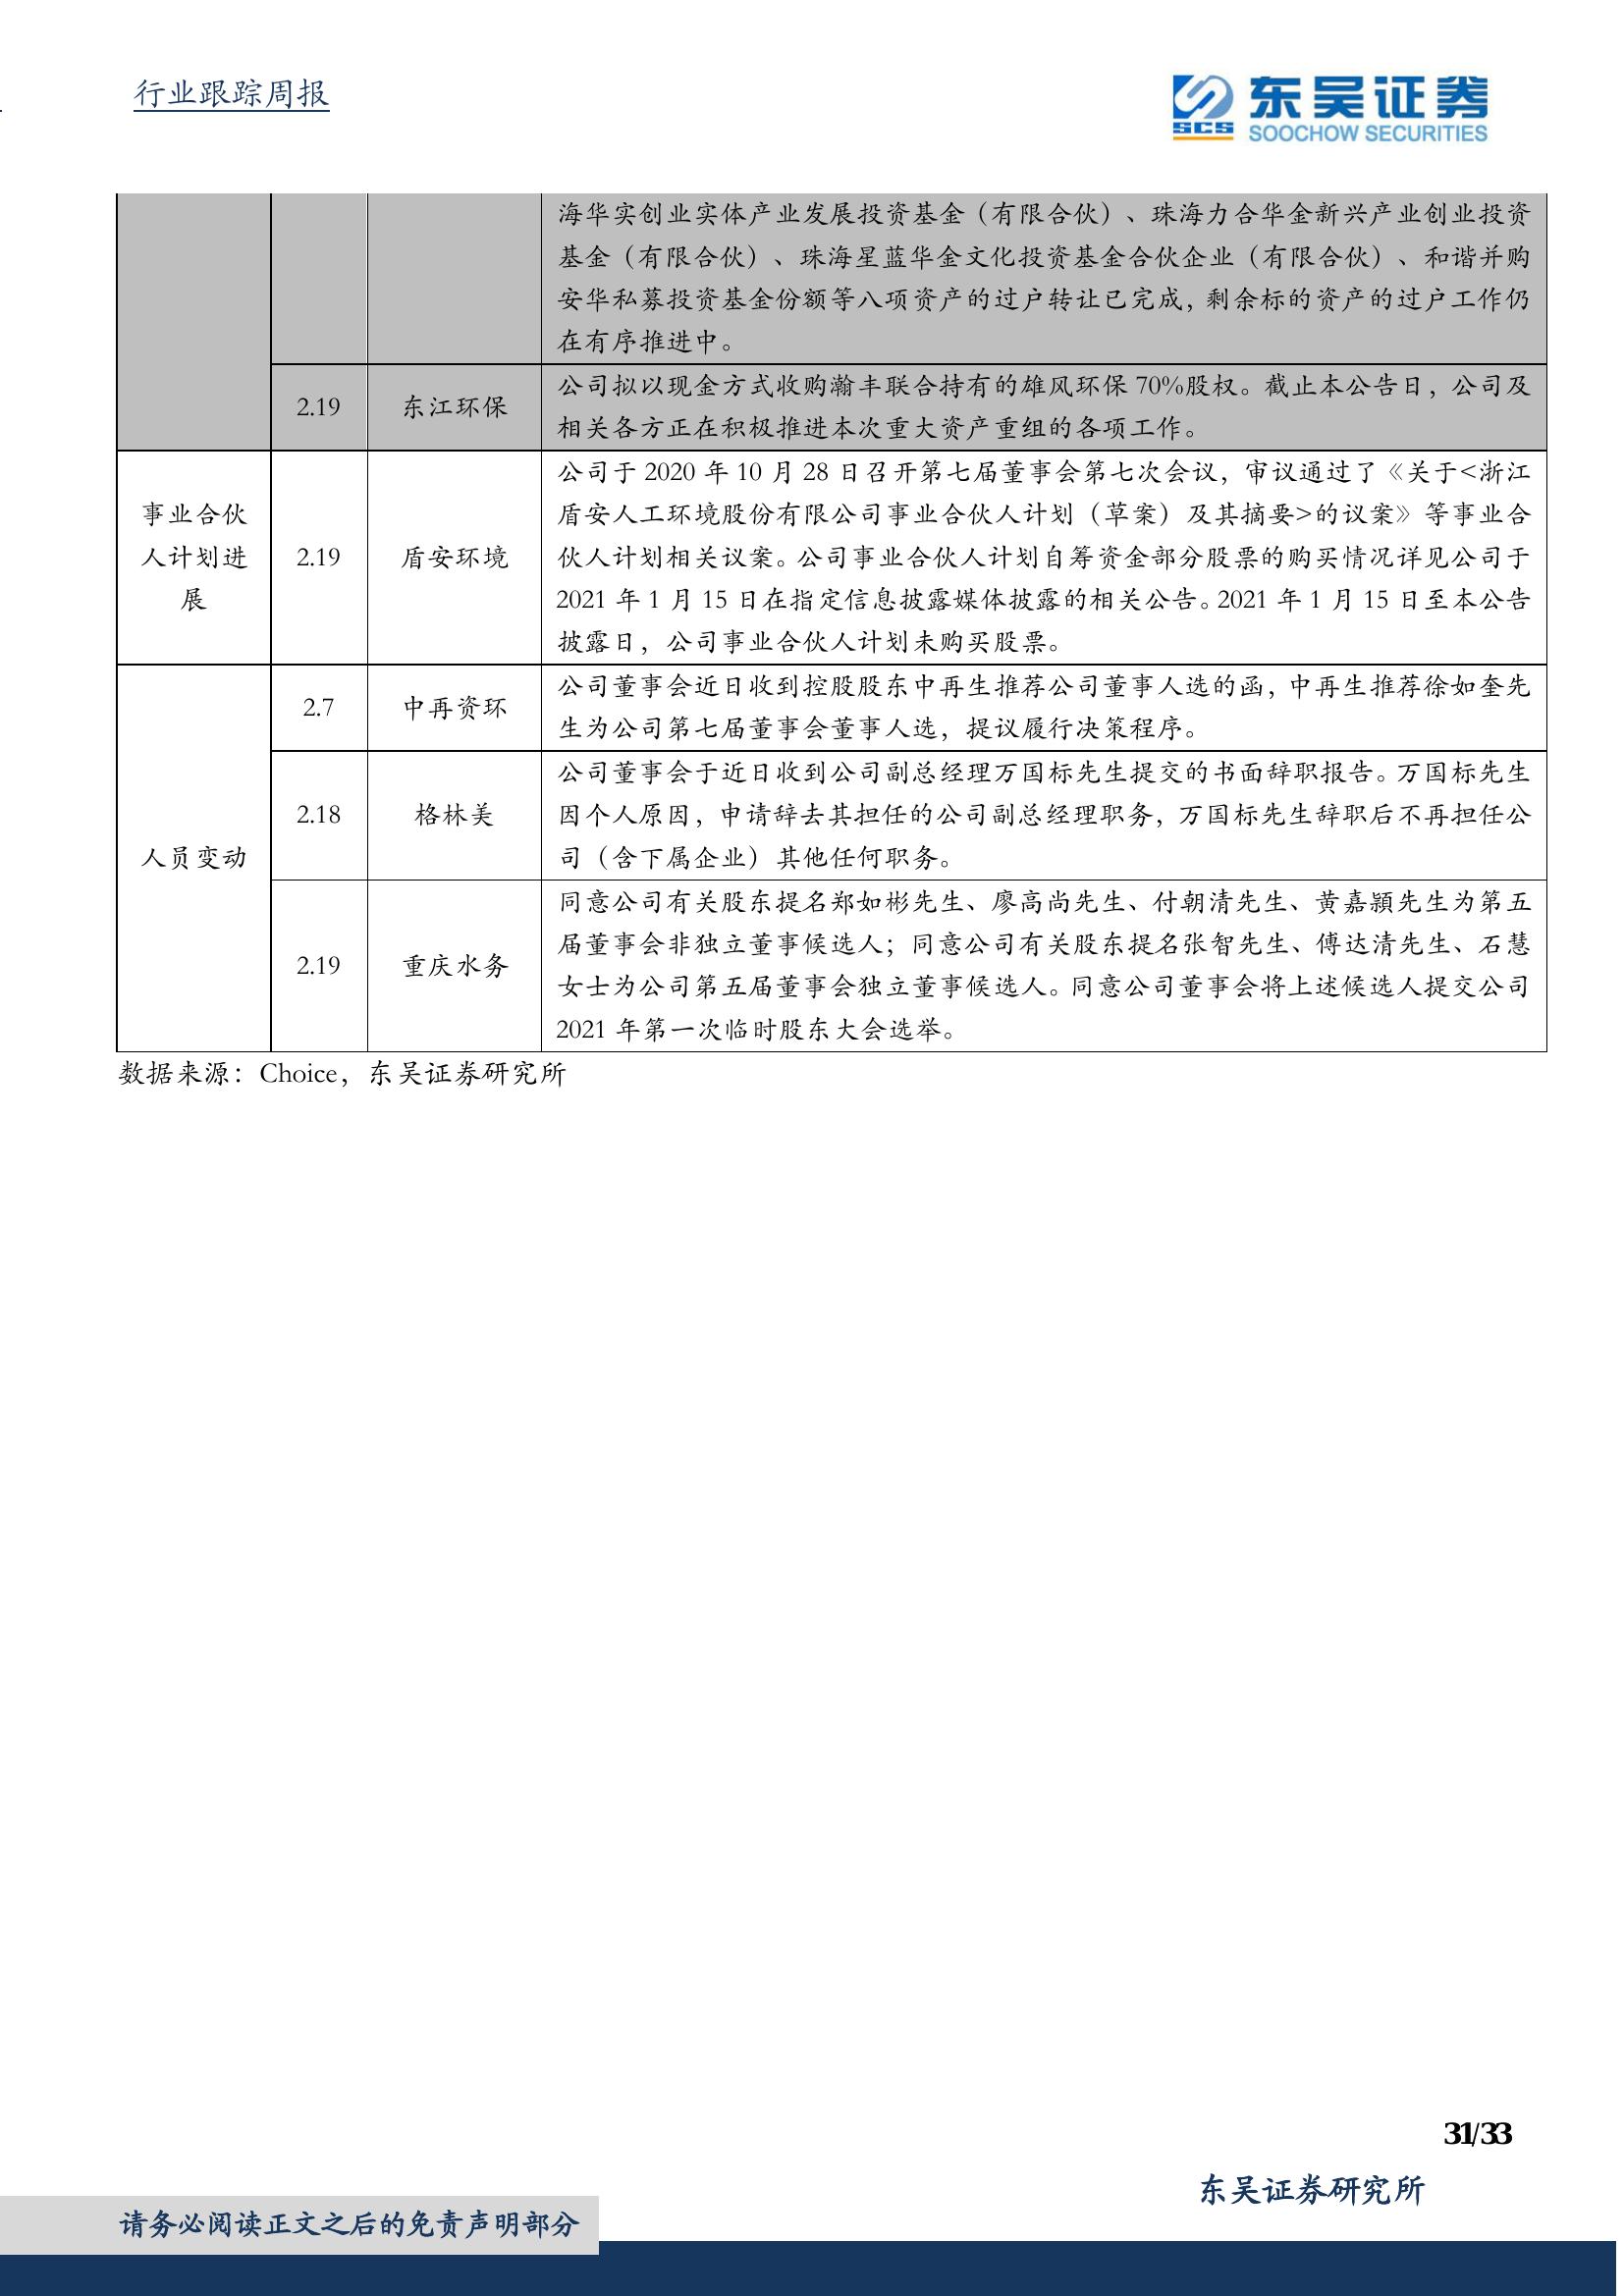 行业跟踪周报
东吴证券
SCS
SOOCHOW SECURITIES
海华实创业实体产业发展投资基金（有限合伙）、珠海力合华金新兴产业创业投资
基金（有限合伙）、珠海星蓝华金文化投资基金合伙企业（有限合伙）、和谐并购
安华私募投资基金份额等八项资产的过户转让已完成，剩余标的资产的过户工作仍
在有序推进中。
2.19
东江环保
公司拟以现金方式收购瀚丰联合持有的雄风环保 70%股权。截止本公告日，公司及
相关各方正在积极推进本次重大资产重组的各项工作。
事业合伙
人计划进
展
2.19
盾安环境
公司于 2020 年 10 月 28 日召开第七届董事会第七次会议，审议通过了《关于<浙江
盾安人工环境股份有限公司事业合伙人计划（草案）及其摘要>的议案》等事业合
伙人计划相关议案。公司事业合伙人计划自筹资金部分股票的购买情况详见公司于
2021 年 1 月 15 日在指定信息披露媒体披露的相关公告。2021 年 1 月 15 日至本公告
披露日，公司事业合伙人计划未购买股票。
人员变动
2.7
中再资环
公司董事会近日收到控股股东中再生推荐公司董事人选的函，中再生推荐徐如奎先
生为公司第七届董事会董事人选，提议履行决策程序。
2.18
格林美
公司董事会于近日收到公司副总经理万国标先生提交的书面辞职报告。万国标先生
因个人原因，申请辞去其担任的公司副总经理职务，万国标先生辞职后不再担任公
司（含下属企业）其他任何职务。
2.19
重庆水务
同意公司有关股东提名郑如彬先生、廖高尚先生、付朝清先生、黄嘉頴先生为第五
届董事会非独立董事候选人；同意公司有关股东提名张智先生、傅达清先生、石慧
女士为公司第五届董事会独立董事候选人。同意公司董事会将上述候选人提交公司
2021 年第一次临时股东大会选举。
数据来源：Choice，东吴证券研究所
31/33
东吴证券研究所
请务必阅读正文之后的免责声明部分